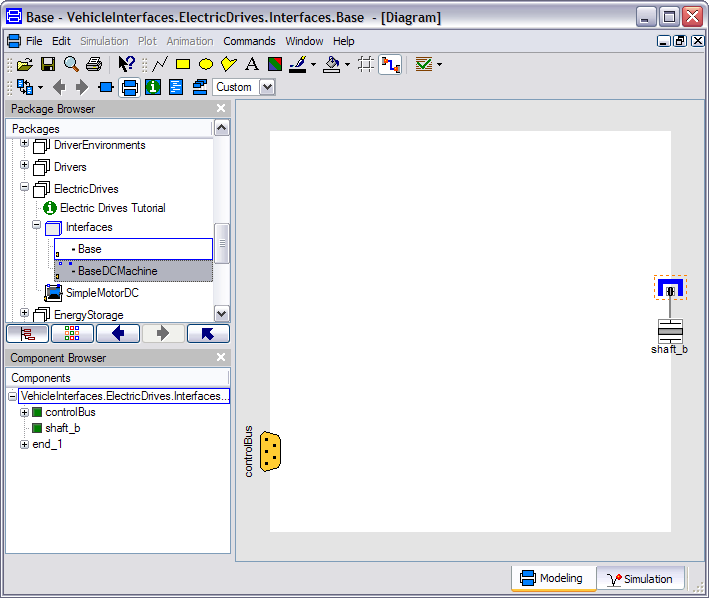 Base - VehicleInterfaces.ElectricDrives.Interfaces.Base - [Diagram]
File Edit Simulation Plot Animation Commands Window Help
Custom
Package Browser
Packages
DriverEnvironments
Drivers
ElectricDrives
Electric Drives Tutorial
Interfaces
Base
BaseDCMachine
SimpleMotorDC
EnergyStorage
Component Browser
Components
VehicleInterfaces.ElectricDrives.Interfaces...
controlBus
shaft_b
end_1
shaft_b
controlBus
Modeling
Simulation